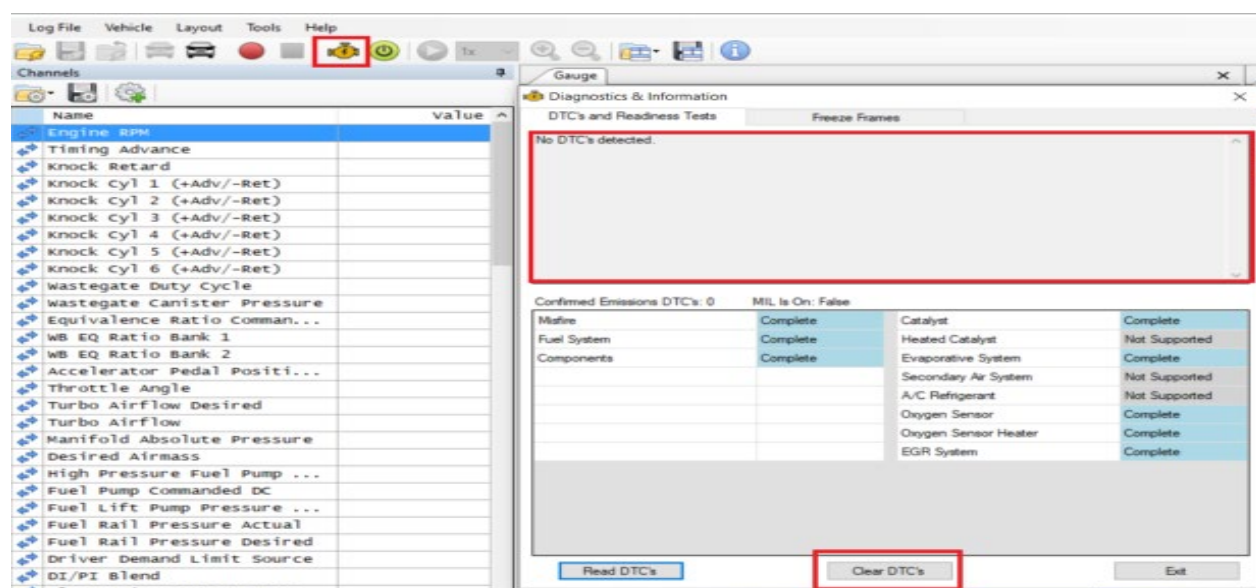 Log File Vehicle Layout Tools Help
1x
Channels
Gauge
Name Value
Engine RPM
Timing Advance
Knock Retard
Knock Cyl 1 (+Adv/-Ret)
Knock Cyl 2 (+Adv/-Ret)
Knock Cyl 3 (+Adv/-Ret)
Knock Cyl 4 (+Adv/-Ret)
Knock Cyl 5 (+Adv/-Ret)
Knock Cyl 6 (+Adv/-Ret)
Wastegate Duty Cycle
Wastegate Canister Pressure
Equivalence Ratio Comman...
WB EQ Ratio Bank 1
WB EQ Ratio Bank 2
Accelerator Pedal Positi...
Throttle Angle
Turbo Airflow Desired
Turbo Airflow
Manifold Absolute Pressure
Desired Airmass
High Pressure Fuel Pump ...
Fuel Pump Commanded DC
Fuel Lift Pump Pressure ...
Fuel Rail Pressure Actual
Fuel Rail Pressure Desired
Driver Demand Limit Source
DI/PI Blend
Diagnostics & Information
DTC's and Readiness Tests Freeze Frames
No DTC's detected.
Confirmed Emissions DTC's: 0 MIL Is On: False
Misfire Complete Catalyst Complete
Fuel System Complete Heated Catalyst Not Supported
Components Complete Evaporative System Complete
Secondary Air System Not Supported
A/C Refrigerant Not Supported
Oxygen Sensor Complete
Oxygen Sensor Heater Complete
EGR System Complete
Read DTC's Clear DTC's Exit